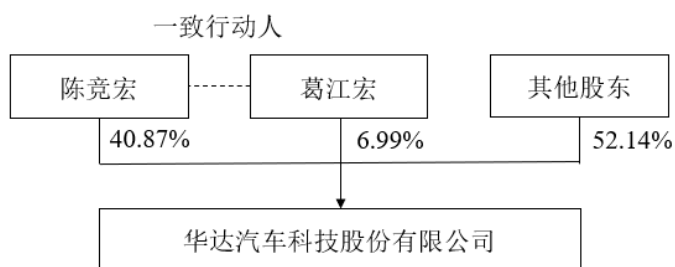 一致行动人
陈竞宏
葛江宏
其他股东
40.87%
6.99%
52.14%
华达汽车科技股份有限公司